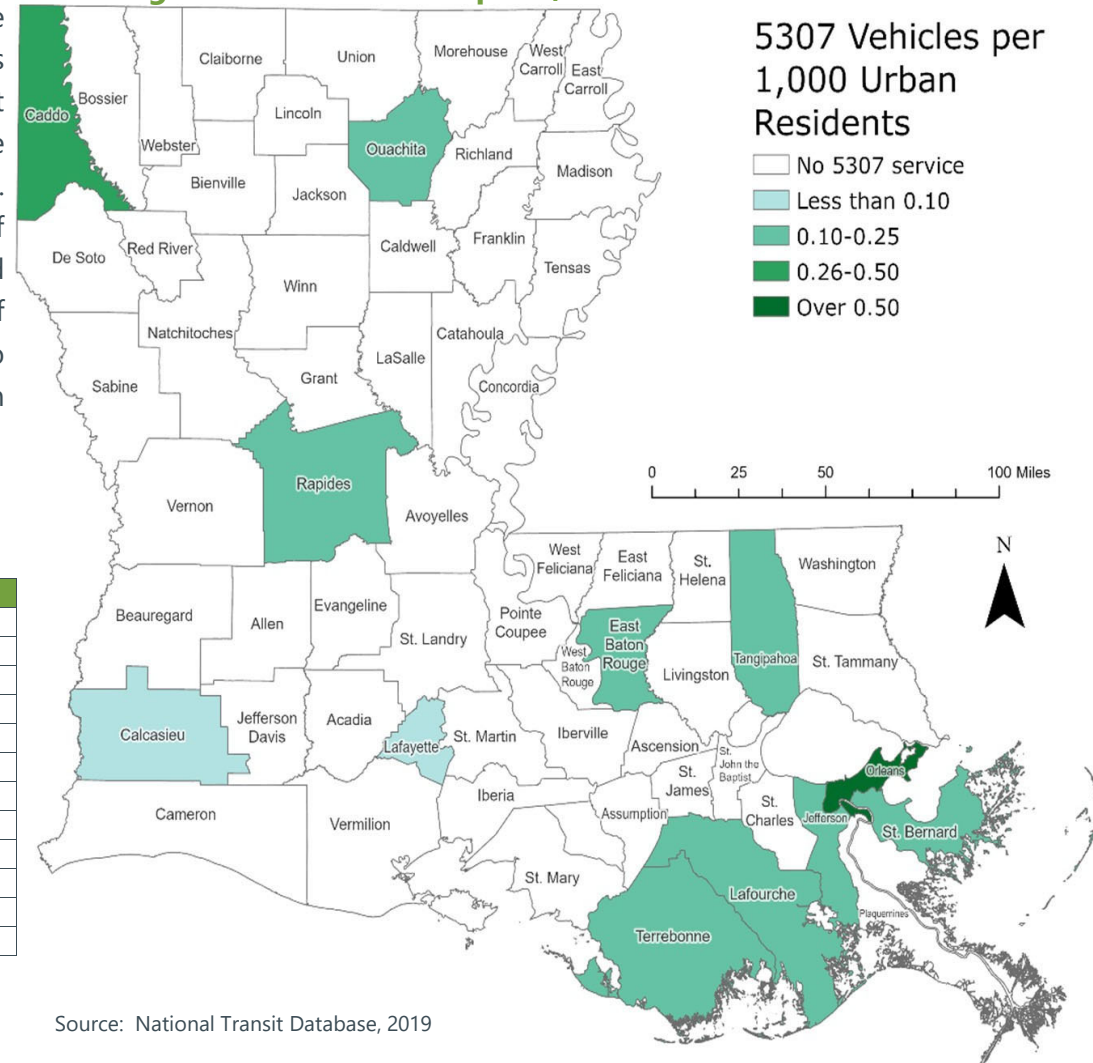 5307 Vehicles per
1,000 Urban
Residents
No 5307 service
Less than 0.10
0.10-0.25
0.26-0.50
Over 0.50
Caddo
Bossier
Webster
Claiborne
Union
Morehouse
West
Carroll
East
Carroll
Lincoln
Ouachita
Richland
Madison
Bienville
Jackson
De Soto
Red River
Caldwell
Franklin
Tensas
Winn
Natchitoches
Catahoula
LaSalle
Sabine
Grant
Concordia
Rapides
Vernon
Avoyelles
0 25 50 100 Miles
N
West
Feliciana
East
Feliciana
St.
Helena
Washington
Beauregard
Allen
Evangeline
St. Landry
Pointe
Coupee
West
Baton
Rouge
East
Baton
Rouge
Livingston
Tangipahoa
St. Tammany
Calcasieu
Jefferson
Davis
Acadia
Lafayette
St. Martin
Iberville
Ascension
St.
John the
Baptist
St.
James
Orleans
Cameron
Vermilion
Iberia
Assumption
St.
Charles
Jefferson
St. Bernard
St. Mary
Lafourche
Terrebonne
Plaquemines
Source: National Transit Database, 2019